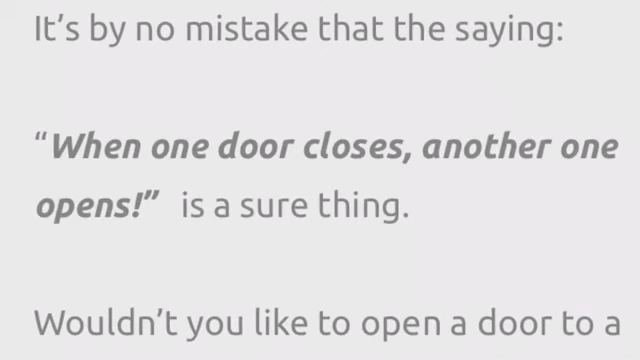 It’s by no mistake that the saying:
“When one door closes, another one
opens!” is a sure thing.
Wouldn’t you like to open a door to a